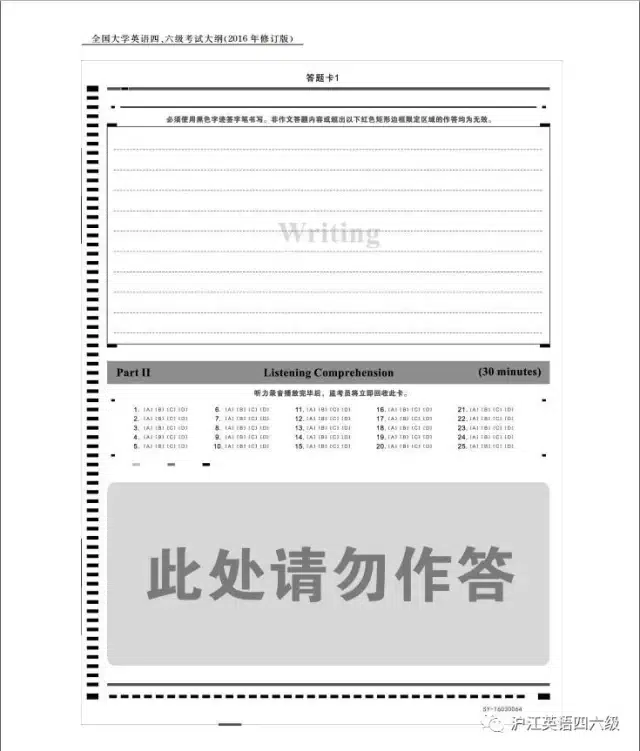 全国大学英语四、六级考试大纲(2016年修订版)
答题卡1
必须使用黑色字迹签字笔书写，非作文答题内容或超出以下红色矩形边框限定区域的作答均为无效。
Writing
Part II Listening Comprehension (30 minutes)
听力录音播放完毕后，监考员将立即回收此卡。
1. [A] [B] [C] [D] 6. [A] [B] [C] [D] 11. [A] [B] [C] [D] 16. [A] [B] [C] [D] 21. [A] [B] [C] [D]
2. [A] [B] [C] [D] 7. [A] [B] [C] [D] 12. [A] [B] [C] [D] 17. [A] [B] [C] [D] 22. [A] [B] [C] [D]
3. [A] [B] [C] [D] 8. [A] [B] [C] [D] 13. [A] [B] [C] [D] 18. [A] [B] [C] [D] 23. [A] [B] [C] [D]
4. [A] [B] [C] [D] 9. [A] [B] [C] [D] 14. [A] [B] [C] [D] 19. [A] [B] [C] [D] 24. [A] [B] [C] [D]
5. [A] [B] [C] [D] 10. [A] [B] [C] [D] 15. [A] [B] [C] [D] 20. [A] [B] [C] [D] 25. [A] [B] [C] [D]
此处请勿作答
SY-16020064
沪江英语四六级